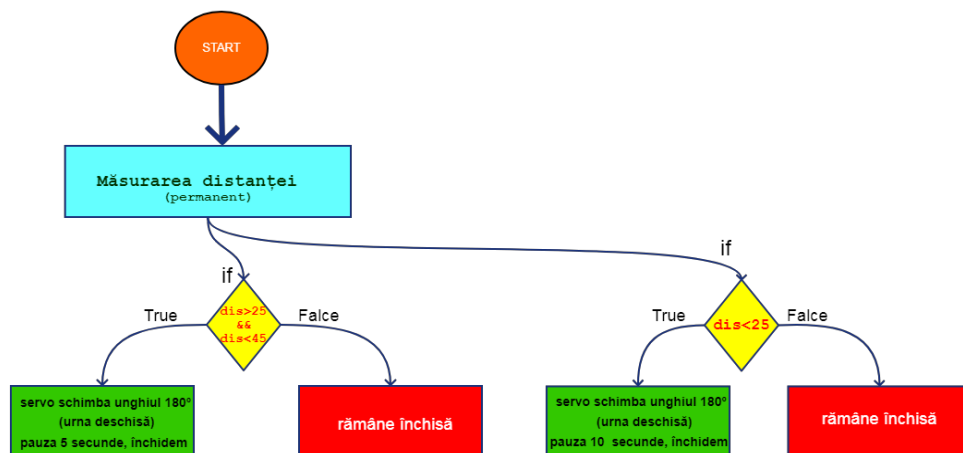 START
Măsurarea distanței
(permanent)
if
if
True
dis>25
&&
dis<45
Falce
True
dis<25
Falce
servo schimba unghiul 180º
(urna deschisă)
pauza 5 secunde, închidem
rămâne închisă
servo schimba unghiul 180º
(urna deschisă)
pauza 10 secunde, închidem
rămâne închisă